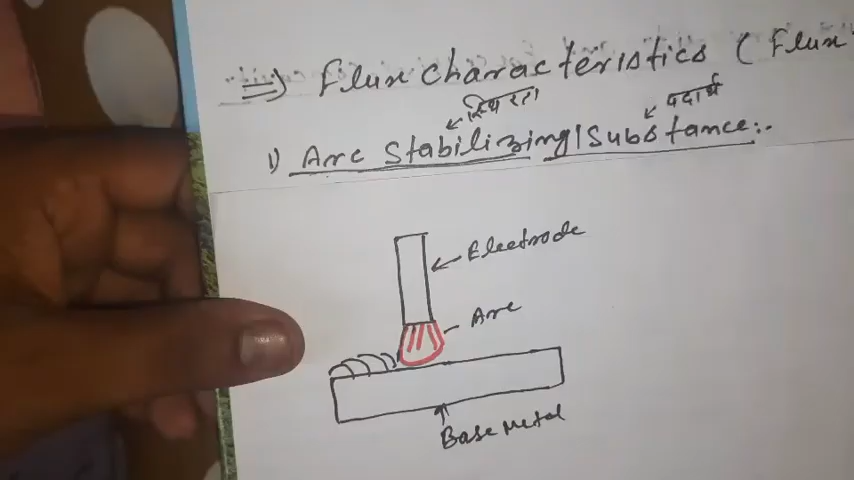 ⇒ Flux characteristics ( Flux
स्थिरता पदार्थ
1) Arc Stabilizing/Substance:.
Electrode
Arc
Base Metal